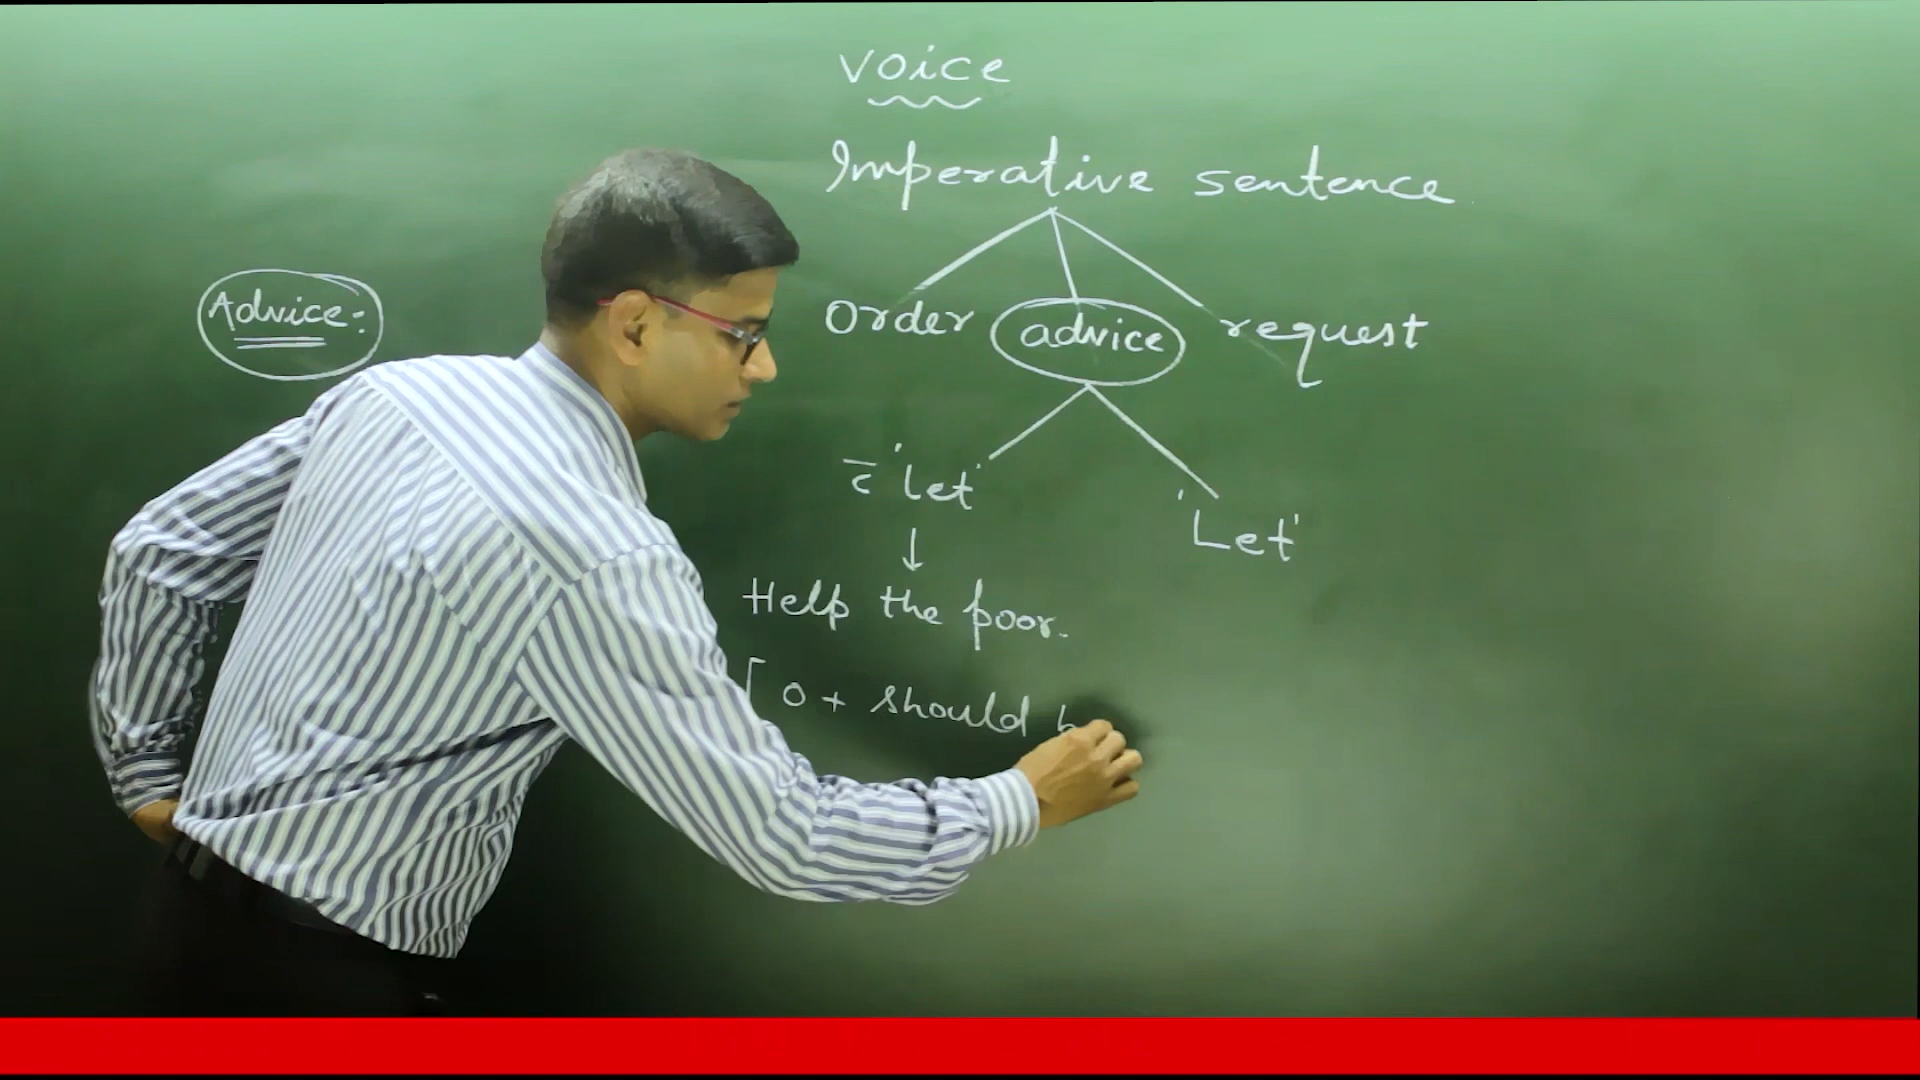 voice
Imperative sentence
Advice:
Order advice request
c̄ 'let'
'Let'
Help the poor.
[ o + should